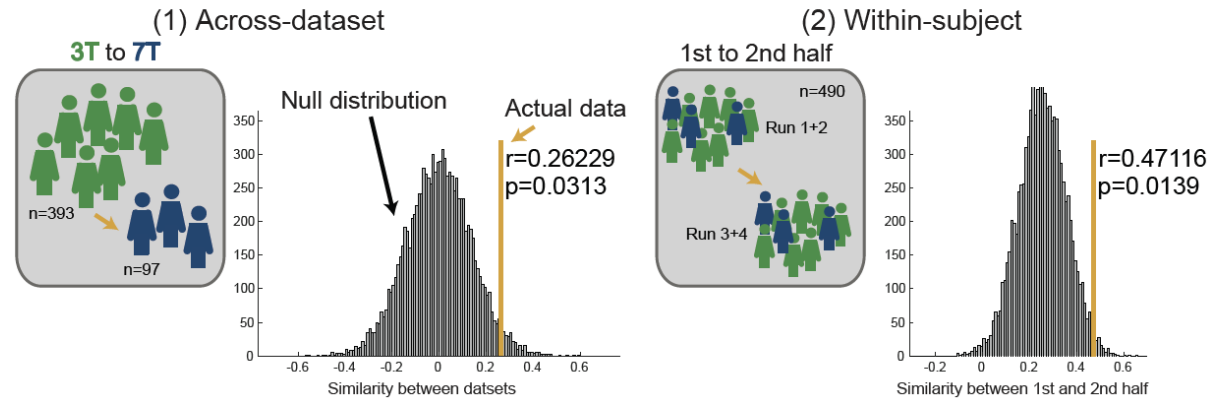 (1) Across-dataset
3T to 7T
n=393
n=97
Null distribution
Actual data
r=0.26229
p=0.0313
350
300
250
200
150
100
50
0
-0.6
-0.4
-0.2
0
0.2
0.4
0.6
Similarity between datsets
(2) Within-subject
1st to 2nd half
n=490
Run 1+2
Run 3+4
r=0.47116
p=0.0139
350
300
250
200
150
100
50
0
-0.2
0
0.2
0.4
0.6
Similarity between 1st and 2nd half